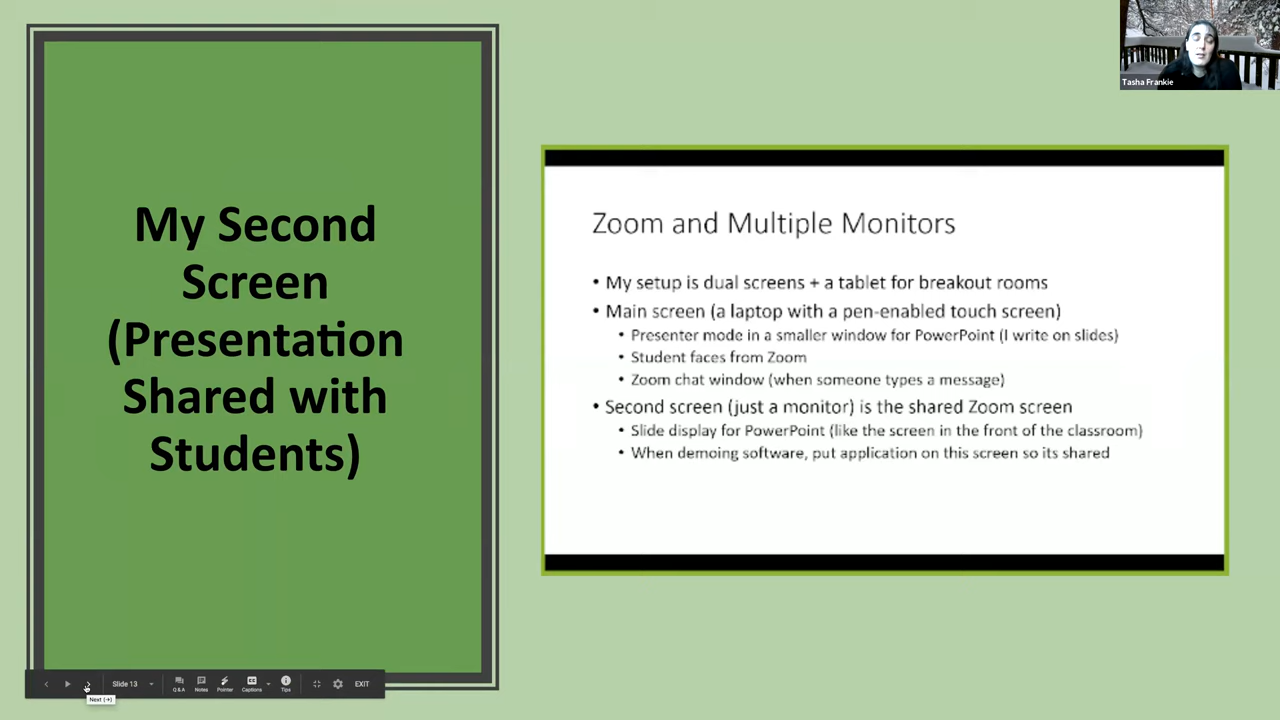 Tasha Frankie
My Second
Screen
(Presentation
Shared with
Students)
Zoom and Multiple Monitors
• My setup is dual screens + a tablet for breakout rooms
• Main screen (a laptop with a pen-enabled touch screen)
• Presenter mode in a smaller window for PowerPoint (I write on slides)
• Student faces from Zoom
• Zoom chat window (when someone types a message)
• Second screen (just a monitor) is the shared Zoom screen
• Slide display for PowerPoint (like the screen in the front of the classroom)
• When demoing software, put application on this screen so its shared
Slide 13
Q&A
Notes
Pointer
Captions
Tips
EXIT
Next (→)